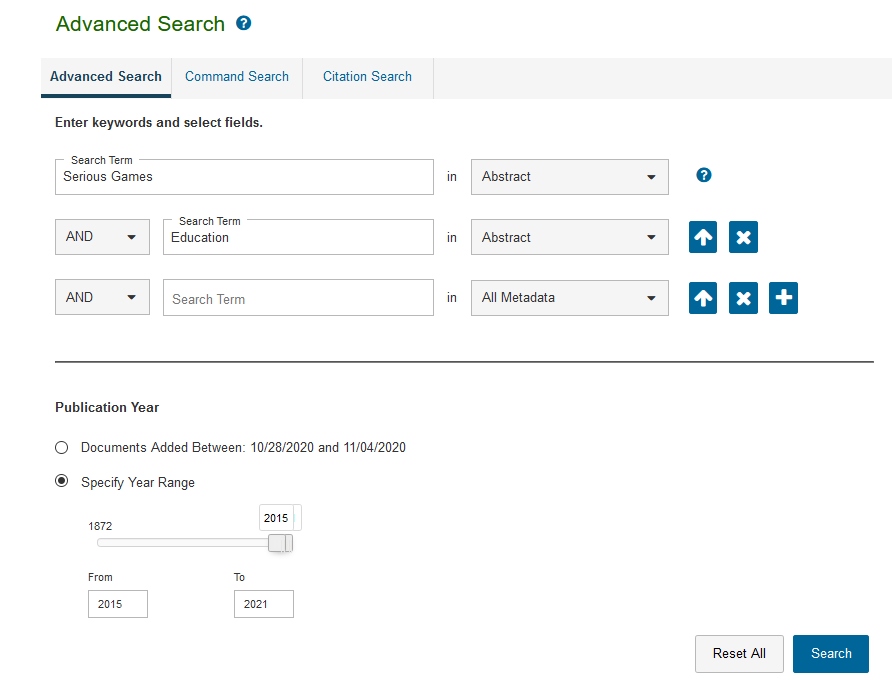 Advanced Search ?
Advanced Search Command Search Citation Search
Enter keywords and select fields.
Search Term
Serious Games in Abstract ?
Search Term
AND Education in Abstract
AND Search Term in All Metadata
Publication Year
Documents Added Between: 10/28/2020 and 11/04/2020
Specify Year Range
2015
1872
From To
2015 2021
Reset All Search